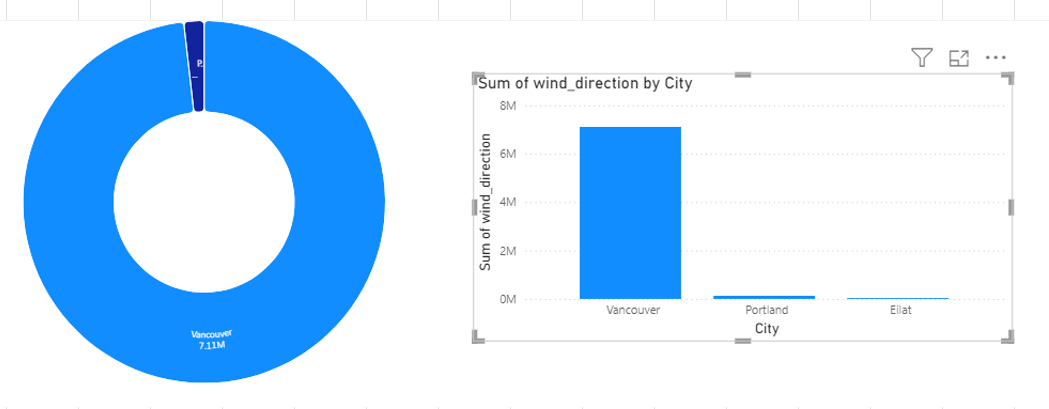 Vancouver
7.11M
Sum of wind_direction by City
8M
6M
4M
2M
0M
Sum of wind_direction
Vancouver Portland Eilat
City